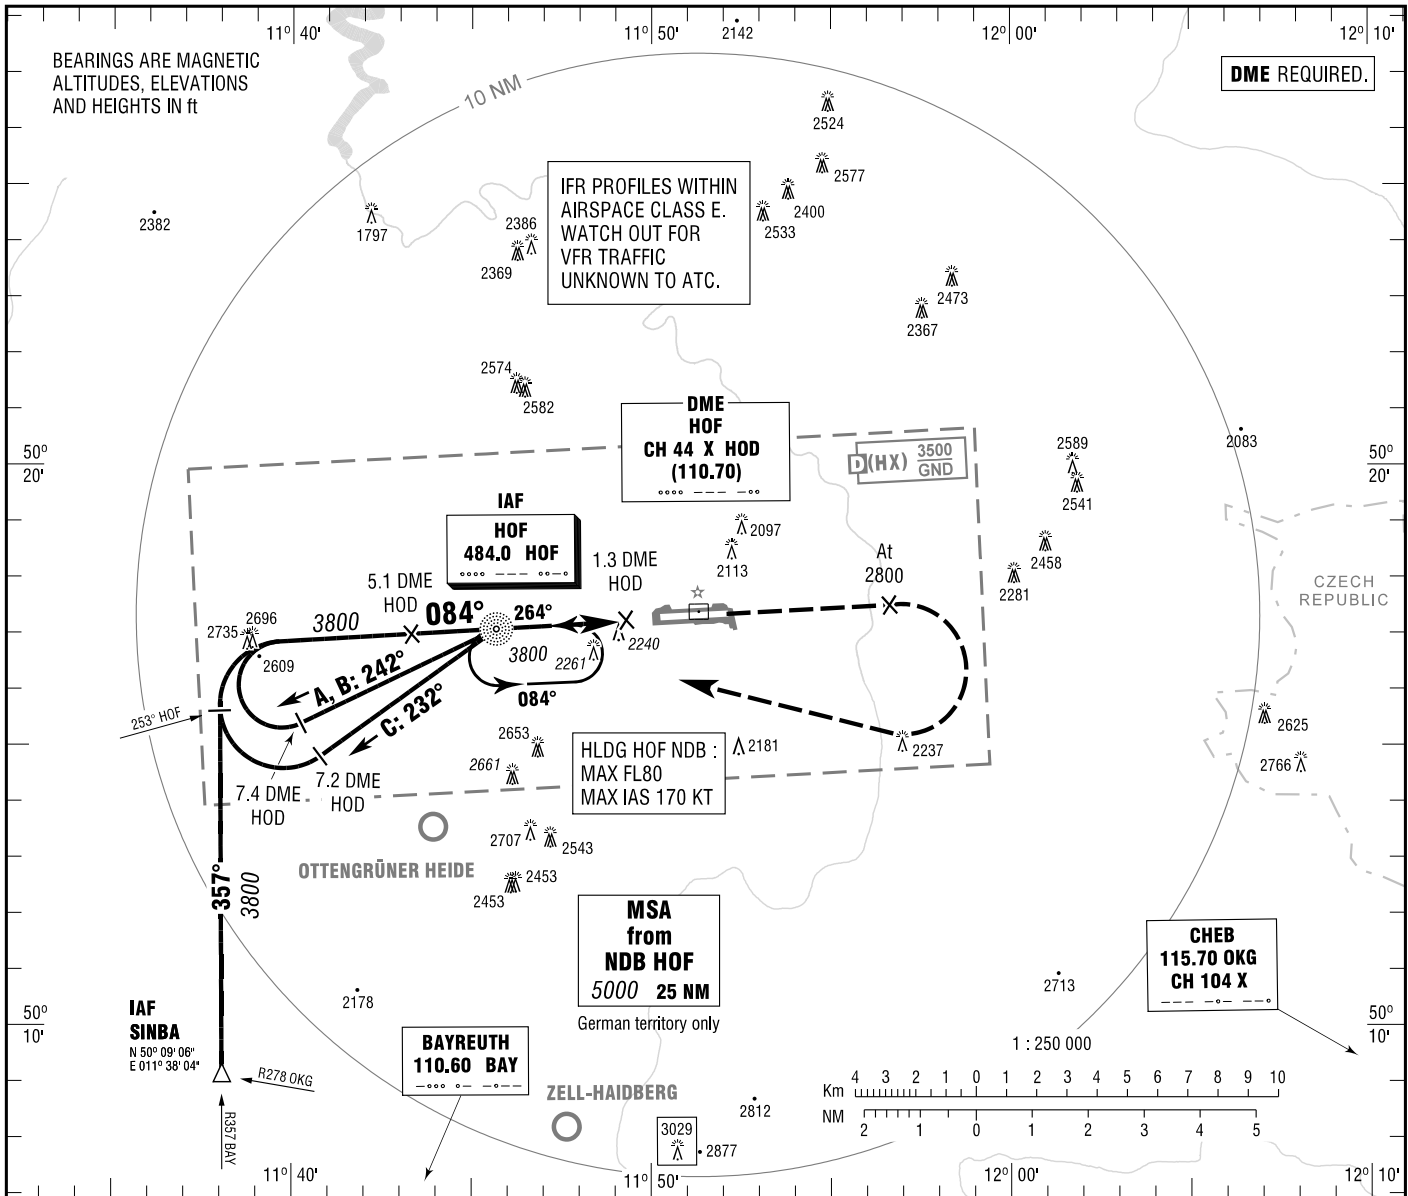 11° 40'
11° 50'
2142
12° 00'
12° 10'
BEARINGS ARE MAGNETIC
ALTITUDES, ELEVATIONS
AND HEIGHTS IN ft
10 NM
DME REQUIRED.
2524
2577
2400
2533
IFR PROFILES WITHIN
AIRSPACE CLASS E.
WATCH OUT FOR
VFR TRAFFIC
UNKNOWN TO ATC.
2382
1797
2386
2369
2473
2367
2574
2582
DME
HOF
CH 44 X HOD
(110.70)
D(HX) 3500
GND
2589
2541
2083
50°
20'
50°
20'
IAF
HOF
484.0 HOF
2097
2113
At
2800
2458
2281
CZECH
REPUBLIC
5.1 DME
HOD
1.3 DME
HOD
084°
264°
3800
2696
2735
2609
3800
2261
2240
084°
A, B: 242°
C: 232°
253° HOF
7.4 DME
HOD
7.2 DME
HOD
2653
2661
HLDG HOF NDB :
MAX FL80
MAX IAS 170 KT
2181
2237
2625
2766
OTTENGRÜNER HEIDE
2707
2543
2453
2453
357°
3800
MSA
from
NDB HOF
5000 25 NM
German territory only
2178
2713
CHEB
115.70 OKG
CH 104 X
IAF
SINBA
N 50° 09' 06"
E 011° 38' 04"
R278 OKG
R357 BAY
50°
10'
50°
10'
BAYREUTH
110.60 BAY
ZELL-HAIDBERG
1 : 250 000
Km 4 3 2 1 0 1 2 3 4 5 6 7 8 9 10
NM 2 1 0 1 2 3 4 5
2812
3029
2877
11° 40'
11° 50'
12° 00'
12° 10'